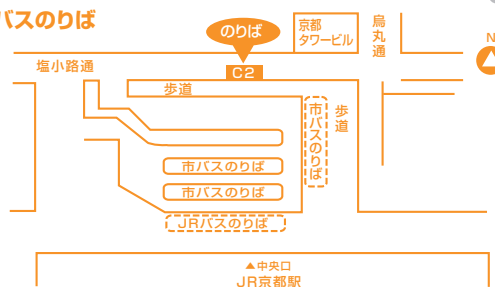 バスのりば
のりば
京都
タワービル
烏丸通
N
塩小路通
C2
歩道
市バスのりば
歩道
市バスのりば
市バスのりば
JRバスのりば
▲中央口
JR京都駅